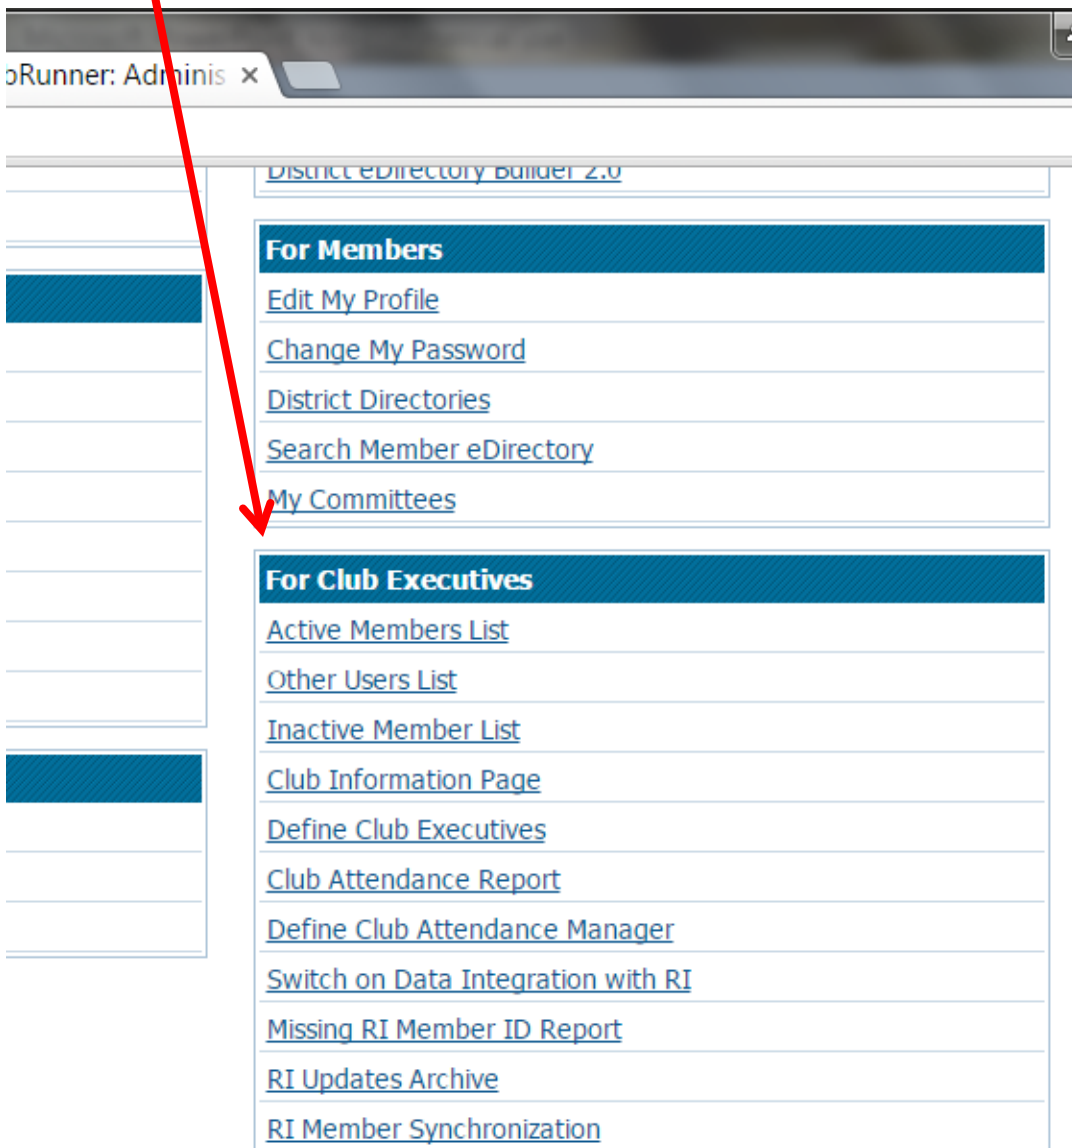 bRunner: Adminis ×
District eDirectory Builder 2.0
For Members
Edit My Profile
Change My Password
District Directories
Search Member eDirectory
My Committees
For Club Executives
Active Members List
Other Users List
Inactive Member List
Club Information Page
Define Club Executives
Club Attendance Report
Define Club Attendance Manager
Switch on Data Integration with RI
Missing RI Member ID Report
RI Updates Archive
RI Member Synchronization